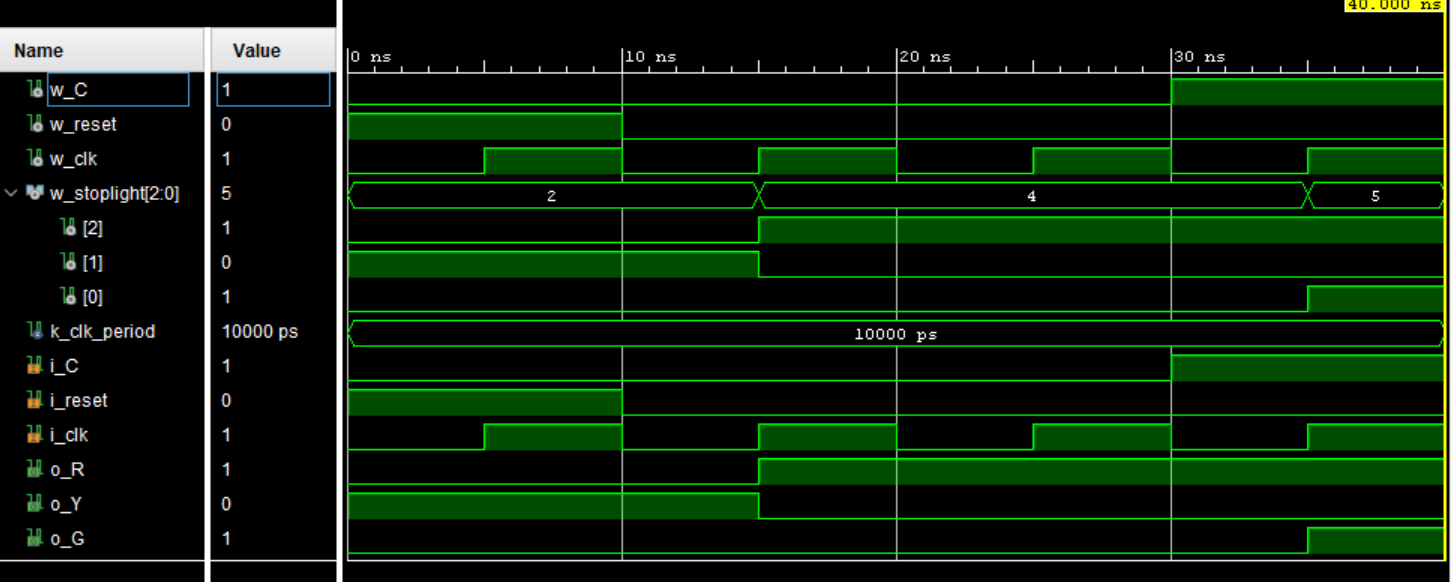 40.000 ns
Name Value 0 ns 10 ns 20 ns 30 ns
w_C 1
w_reset 0
w_clk 1
w_stoplight[2:0] 5 2 4 5
[2] 1
[1] 0
[0] 1
k_clk_period 10000 ps 10000 ps
i_C 1
i_reset 0
i_clk 1
o_R 1
o_Y 0
o_G 1